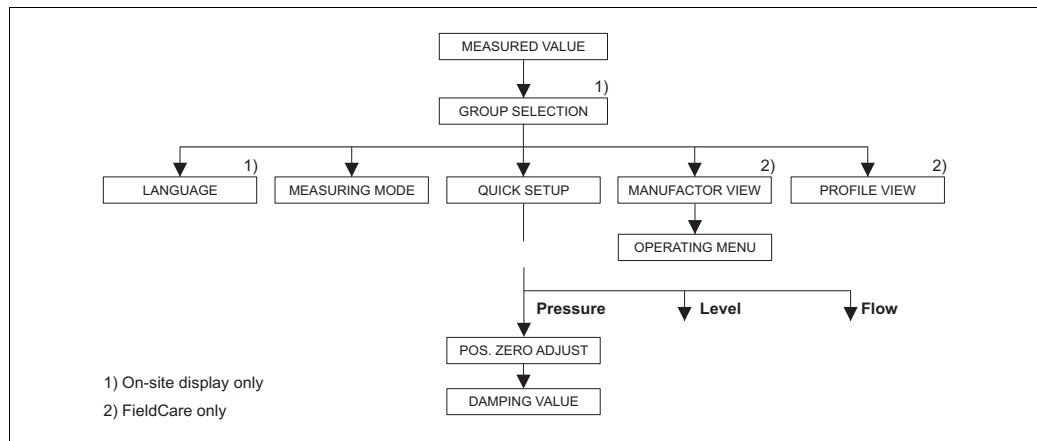 MEASURED VALUE
1)
GROUP SELECTION
1)
2)
2)
LANGUAGE
MEASURING MODE
QUICK SETUP
MANUFACTOR VIEW
PROFILE VIEW
OPERATING MENU
Pressure
Level
Flow
POS. ZERO ADJUST
1) On-site display only
DAMPING VALUE
2) FieldCare only